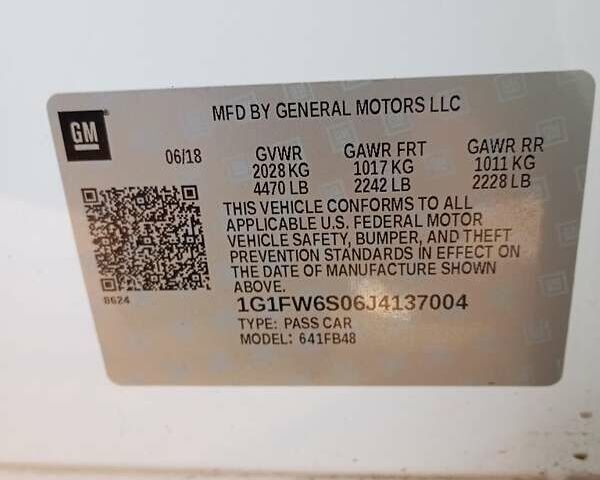 MFD BY GENERAL MOTORS LLC
GM
06/18 GVWR GAWR FRT GAWR RR
2028 KG 1017 KG 1011 KG
4470 LB 2242 LB 2228 LB
THIS VEHICLE CONFORMS TO ALL
APPLICABLE U.S. FEDERAL MOTOR
VEHICLE SAFETY, BUMPER, AND THEFT
PREVENTION STANDARDS IN EFFECT ON
THE DATE OF MANUFACTURE SHOWN
ABOVE.
8624
1G1FW6S06J4137004
TYPE: PASS CAR
MODEL: 641FB48